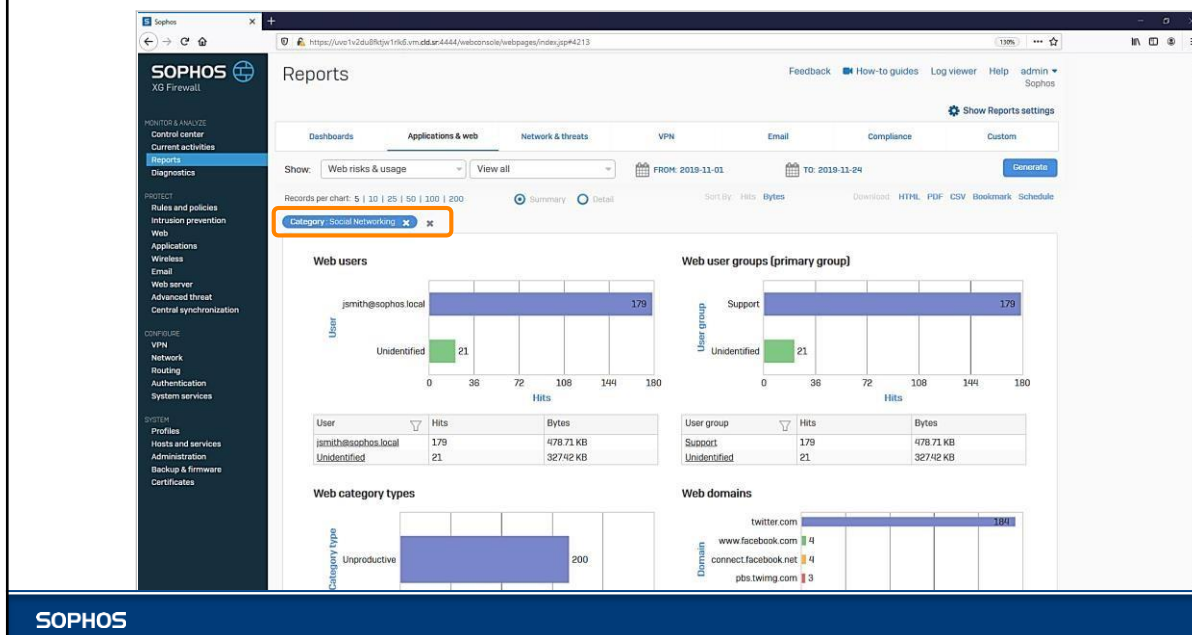 Sophos
https://uvo1v2du8fktjw1rlk6.vm.cld.sr:4444/webconsole/webpages/index.jsp#4213
130%
SOPHOS
XG Firewall
Reports
Feedback How-to guides Log viewer Help admin
Sophos
Show Reports settings
MONITOR & ANALYZE
Control center
Current activities
Reports
Diagnostics
PROTECT
Rules and policies
Intrusion prevention
Web
Applications
Wireless
Email
Web server
Advanced threat
Central synchronization
CONFIGURE
VPN
Network
Routing
Authentication
System services
SYSTEM
Profiles
Hosts and services
Administration
Backup & firmware
Certificates
Dashboards Applications & web Network & threats VPN Email Compliance Custom
Show: Web risks & usage View all FROM: 2019-11-01 TO: 2019-11-24 Generate
Records per chart: 5 | 10 | 25 | 50 | 100 | 200 Summary Detail Sort By: Hits Bytes Download: HTML PDF CSV Bookmark Schedule
Category: Social Networking
Web users
User
jsmith@sophos.local 179
Unidentified 21
0 36 72 108 144 180
Hits
User Hits Bytes
jsmith@sophos.local 179 478.71 KB
Unidentified 21 327.42 KB
Web user groups (primary group)
User group
Support 179
Unidentified 21
0 36 72 108 144 180
Hits
User group Hits Bytes
Support 179 478.71 KB
Unidentified 21 327.42 KB
Web category types
Category type
Unproductive 200
Web domains
Domain
twitter.com 184
www.facebook.com 4
connect.facebook.net 4
pbs.twimg.com 3
SOPHOS